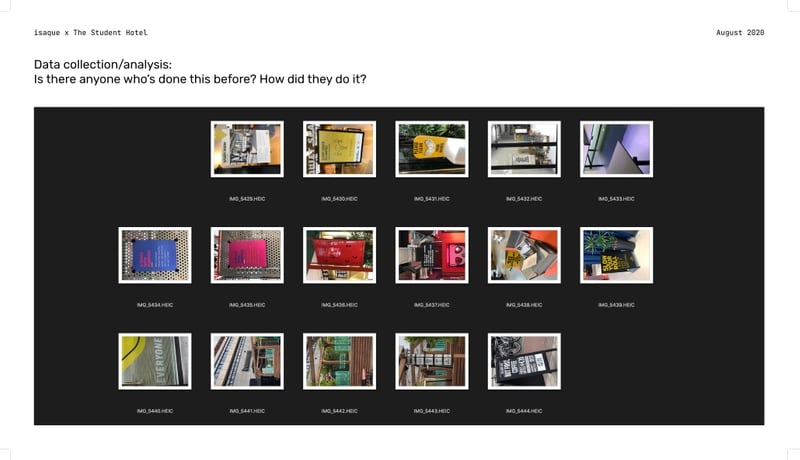 isaque x The Student Hotel
August 2020
Data collection/analysis:
Is there anyone who's done this before? How did they do it?
IMG_5429.HEIC
IMG_5430.HEIC
IMG_5431.HEIC
IMG_5432.HEIC
IMG_5433.HEIC
IMG_5434.HEIC
IMG_5435.HEIC
IMG_5436.HEIC
IMG_5437.HEIC
IMG_5438.HEIC
IMG_5439.HEIC
EVERYONE
IMG_5440.HEIC
IMG_5441.HEIC
IMG_5442.HEIC
IMG_5443.HEIC
IMG_5444.HEIC